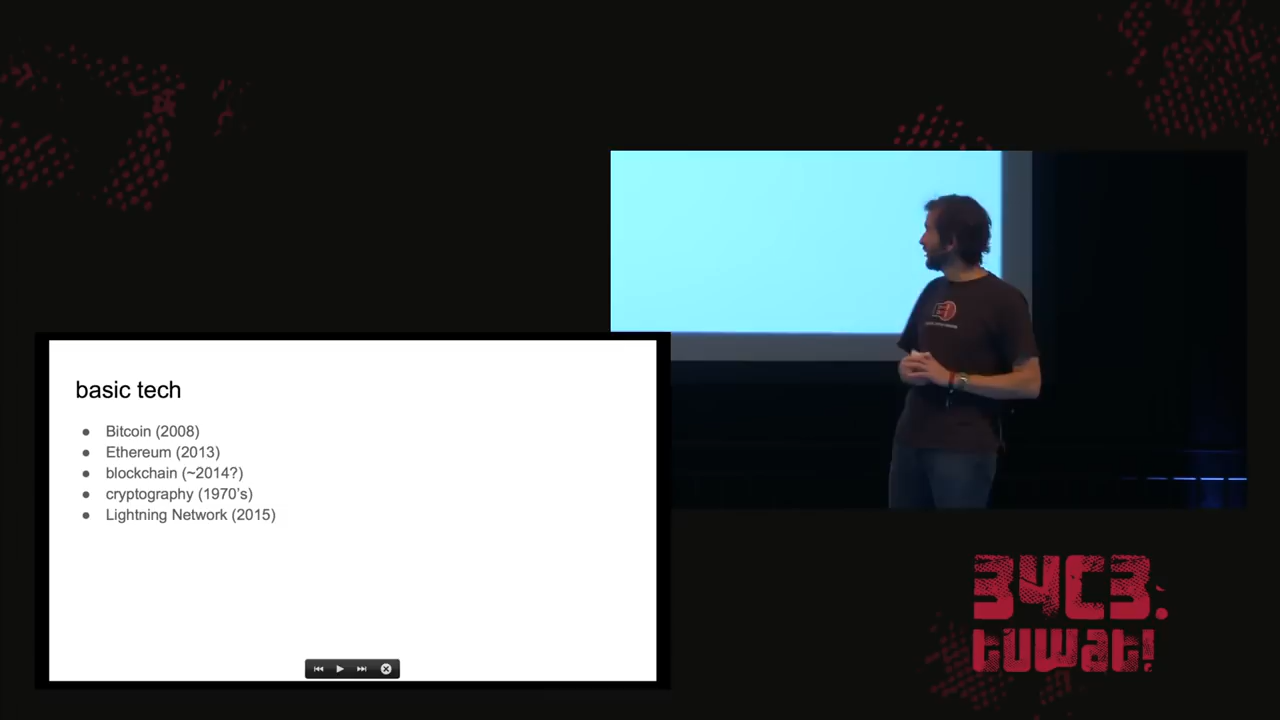 basic tech
● Bitcoin (2008)
● Ethereum (2013)
● blockchain (~2014?)
● cryptography (1970's)
● Lightning Network (2015)
34C3.
tuwat!